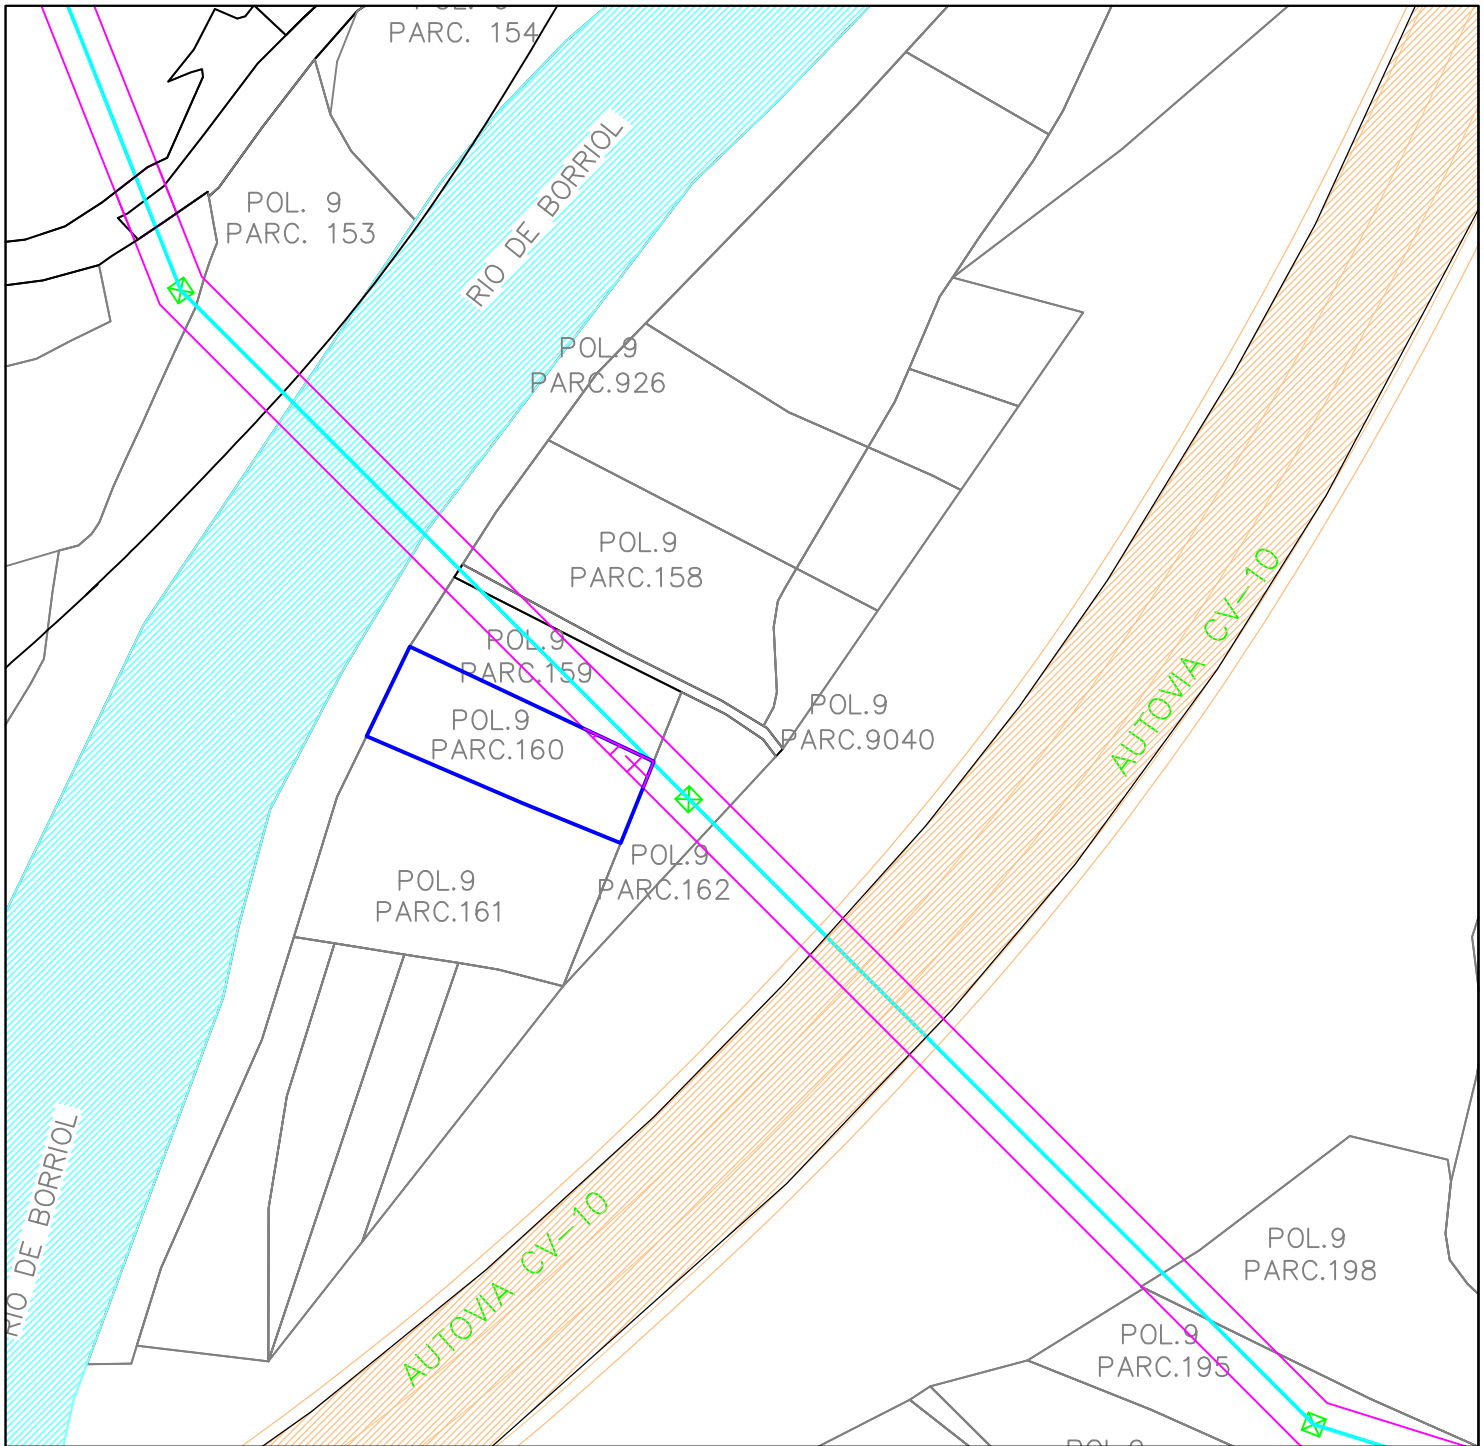 PARC. 154
POL. 9
PARC. 153
RIO DE BORRIOL
POL.9
PARC.926
POL.9
PARC.158
POL.9
PARC.159
POL.9
PARC.160
POL.9
PARC.9040
AUTOVIA CV-10
POL.9
PARC.162
POL.9
PARC.161
RIO DE BORRIOL
AUTOVIA CV-10
POL.9
PARC.198
POL.9
PARC.195